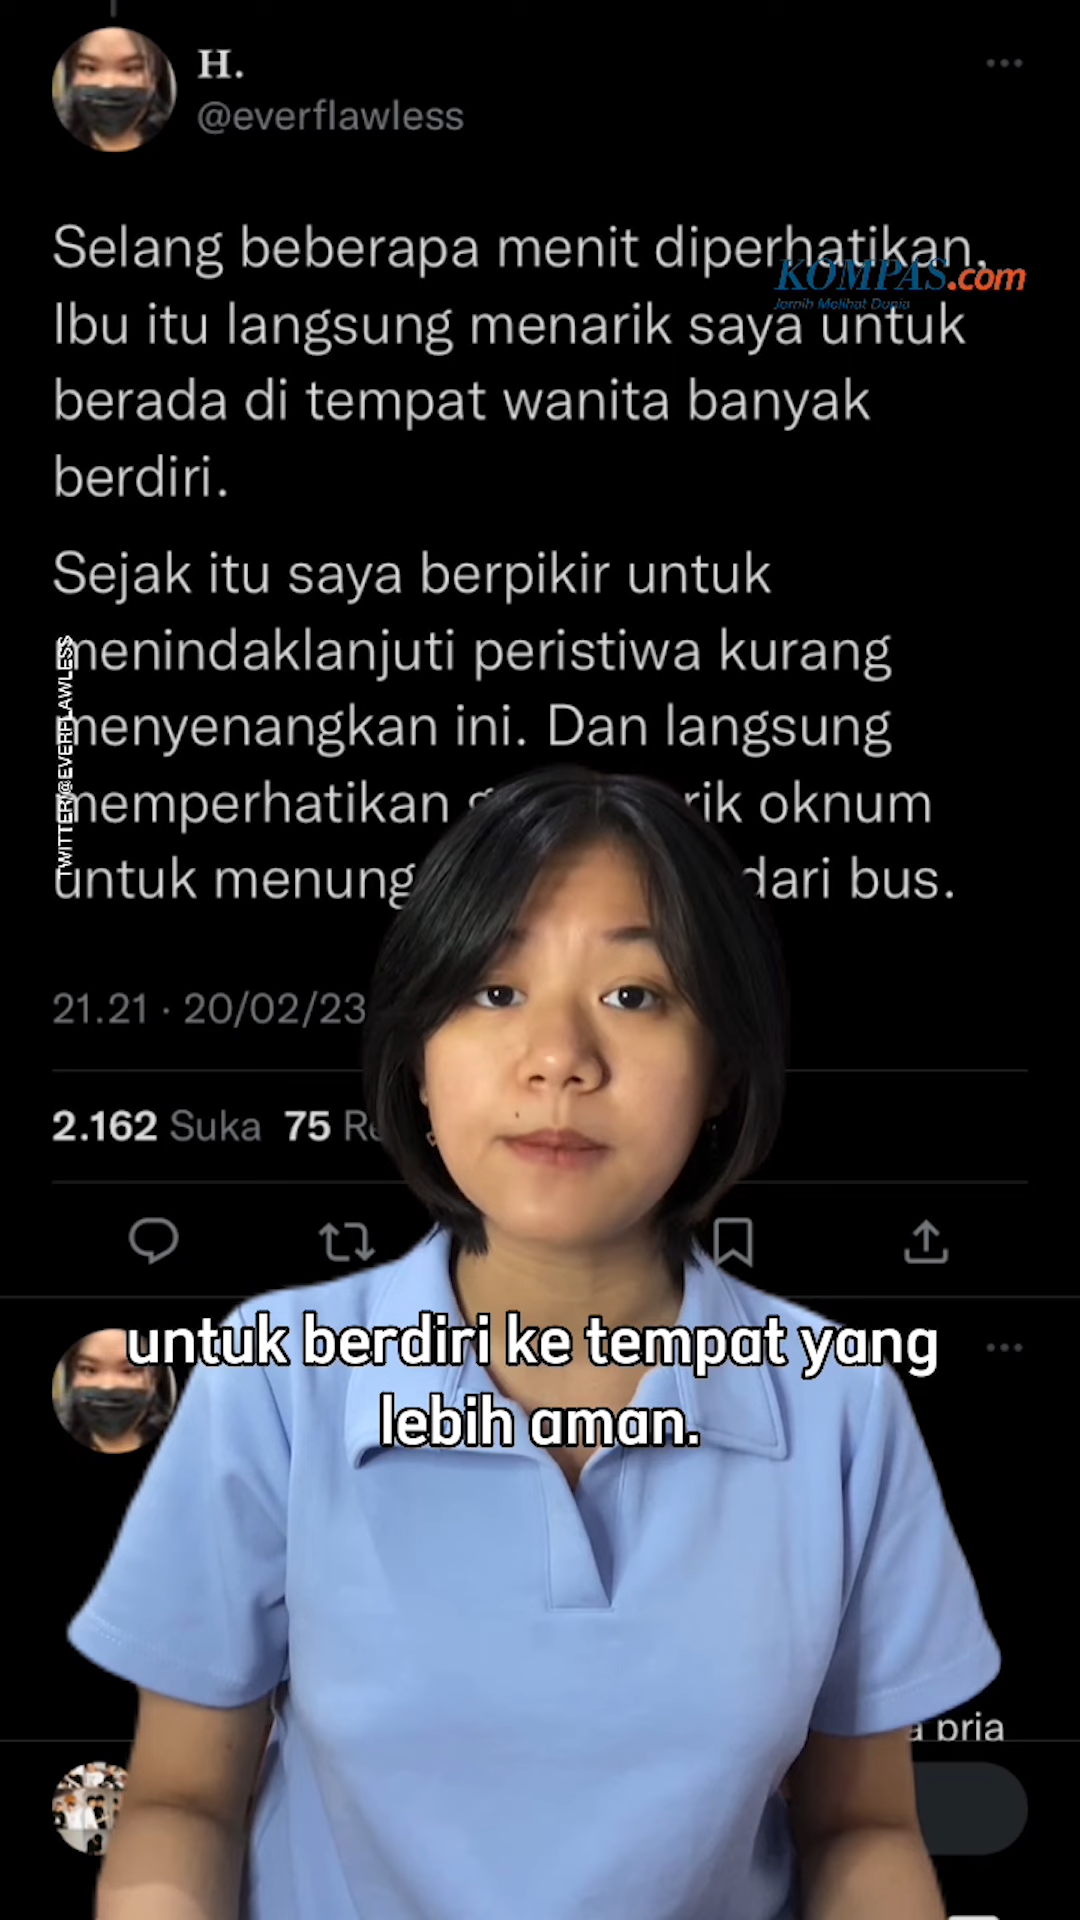 H.
@everflawless
Selang beberapa menit diperhatikan,
KOMPAS.com
Jernih Melihat Dunia
Ibu itu langsung menarik saya untuk
berada di tempat wanita banyak
berdiri.
Sejak itu saya berpikir untuk
menindaklanjuti peristiwa kurang
menyenangkan ini. Dan langsung
memperhatikan rik oknum
untuk menung dari bus.
TWITTER/@EVERFLAWLESS
21.21 · 20/02/23
2.162 Suka 75 Re
untuk berdiri ke tempat yang
lebih aman.
a pria